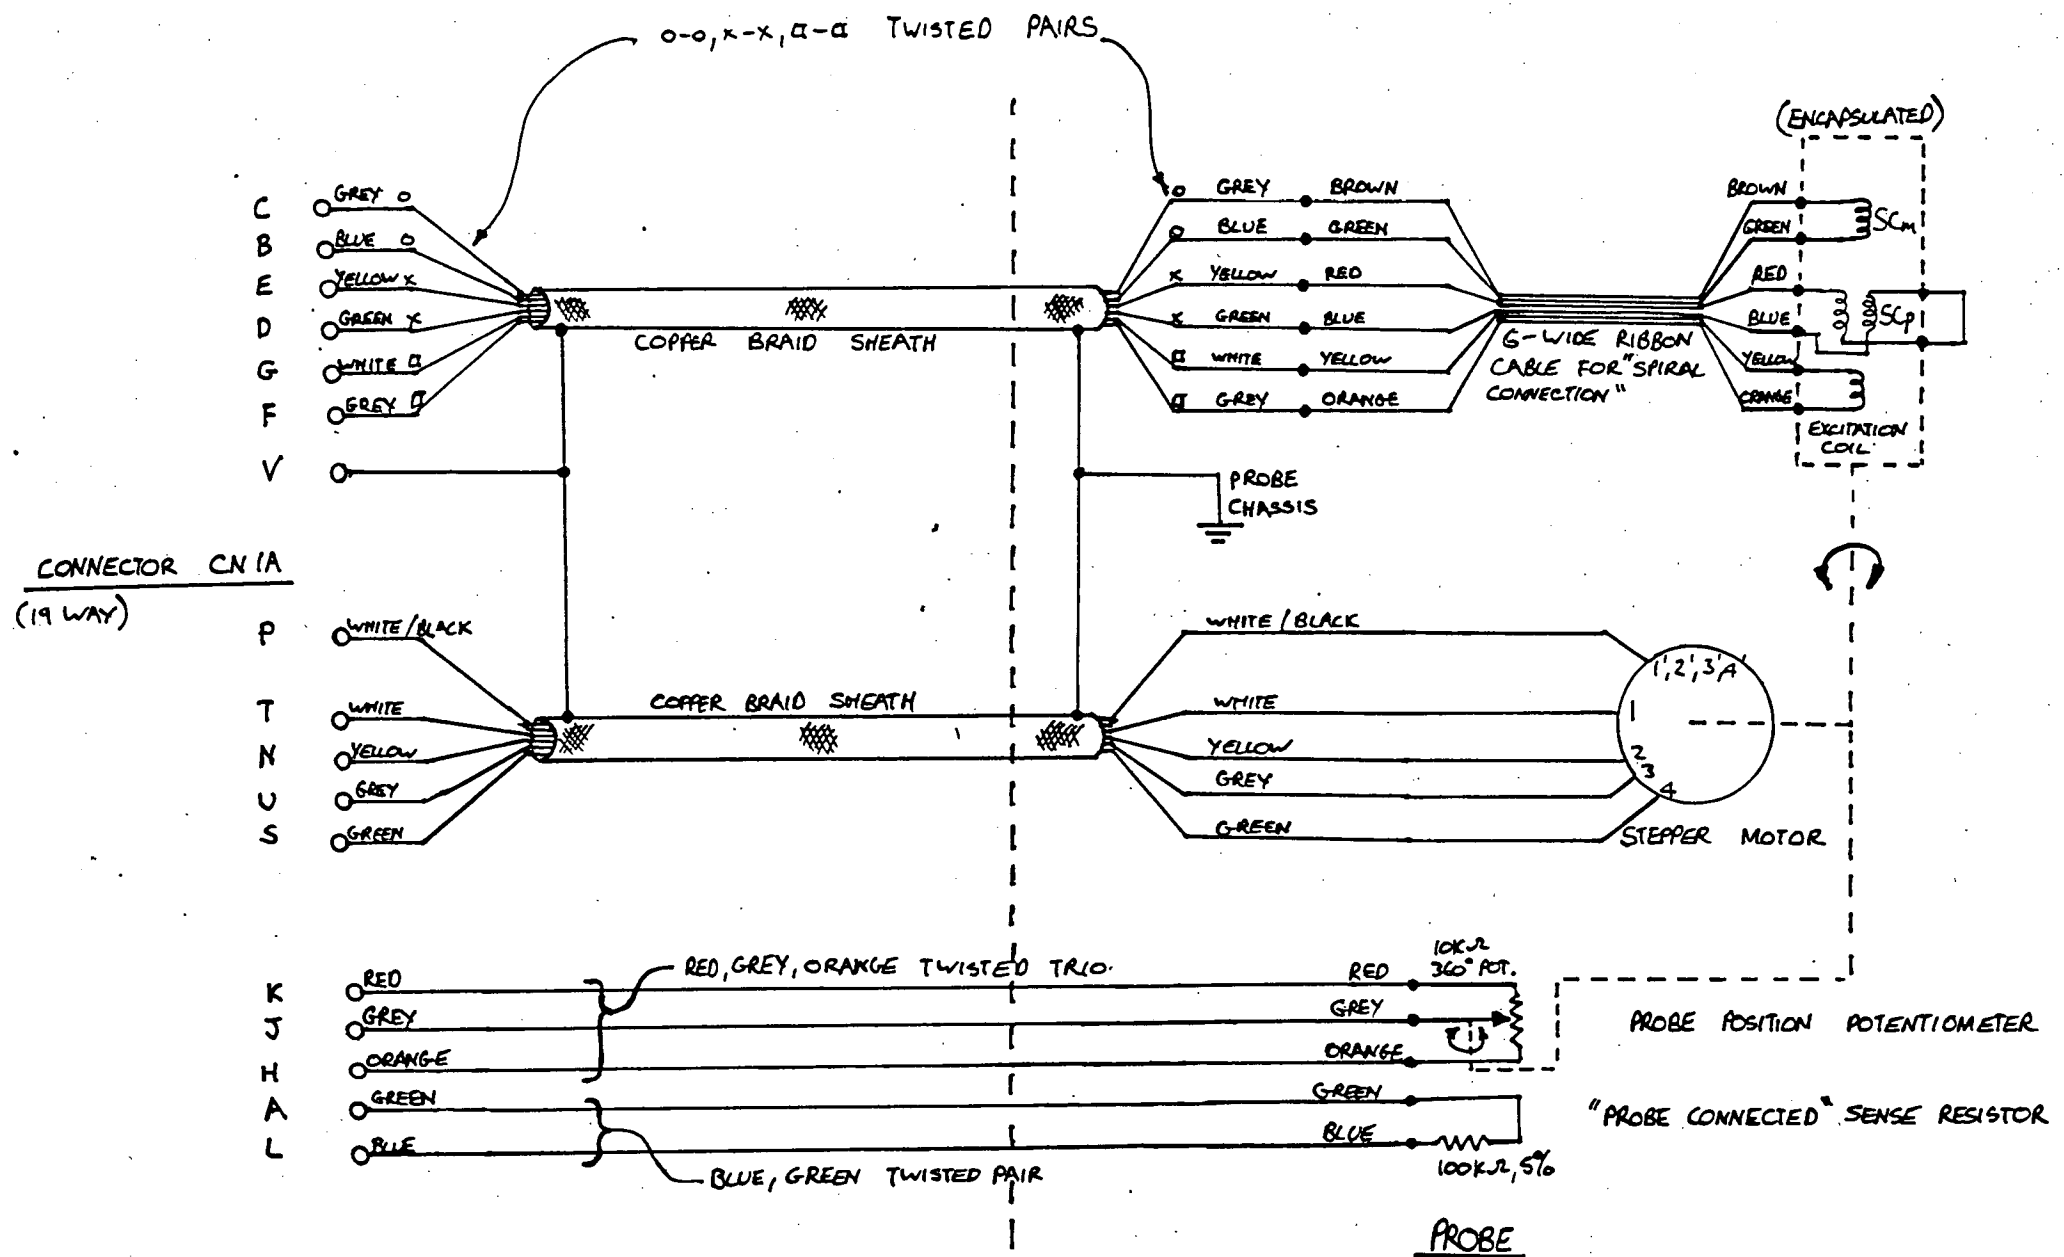 o-o, x-x, ¤-¤ TWISTED PAIRS
(ENCAPSULATED)
C GREY o
B BLUE o
E YELLOW x
D GREEN x
G WHITE ¤
F GREY ¤
V
COPPER BRAID SHEATH
o GREY BROWN
o BLUE GREEN
x YELLOW RED
x GREEN BLUE
¤ WHITE YELLOW
¤ GREY ORANGE
6-WIDE RIBBON
CABLE FOR "SPIRAL
CONNECTION"
BROWN
GREEN
RED
BLUE
YELLOW
ORANGE
SCm
SCp
EXCITATION
COIL
PROBE
CHASSIS
CONNECTOR CN1A
(19 WAY)
P WHITE/BLACK
T WHITE
N YELLOW
U GREY
S GREEN
COPPER BRAID SHEATH
WHITE/BLACK
WHITE
YELLOW
GREY
GREEN
1',2',3'4'
1
2
3
4
STEPPER MOTOR
K RED
J GREY
H ORANGE
A GREEN
L BLUE
RED, GREY, ORANGE TWISTED TRIO.
BLUE, GREEN TWISTED PAIR
RED
GREY
ORANGE
GREEN
BLUE
10KΩ
360° POT.
PROBE POSITION POTENTIOMETER
"PROBE CONNECTED" SENSE RESISTOR
100KΩ, 5%
PROBE